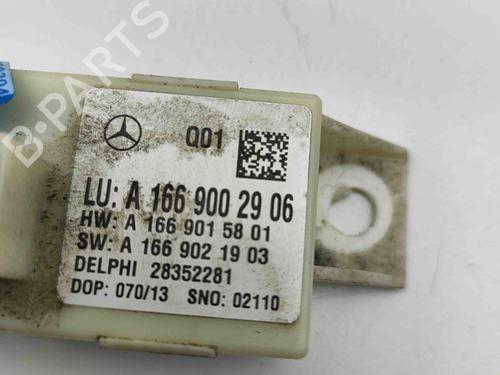 Q01
LU: A 166 900 29 06
HW: A 166 901 58 01
SW: A 166 902 19 03
DELPHI 28352281
DOP: 070/13 SNO: 02110
B-PARTS